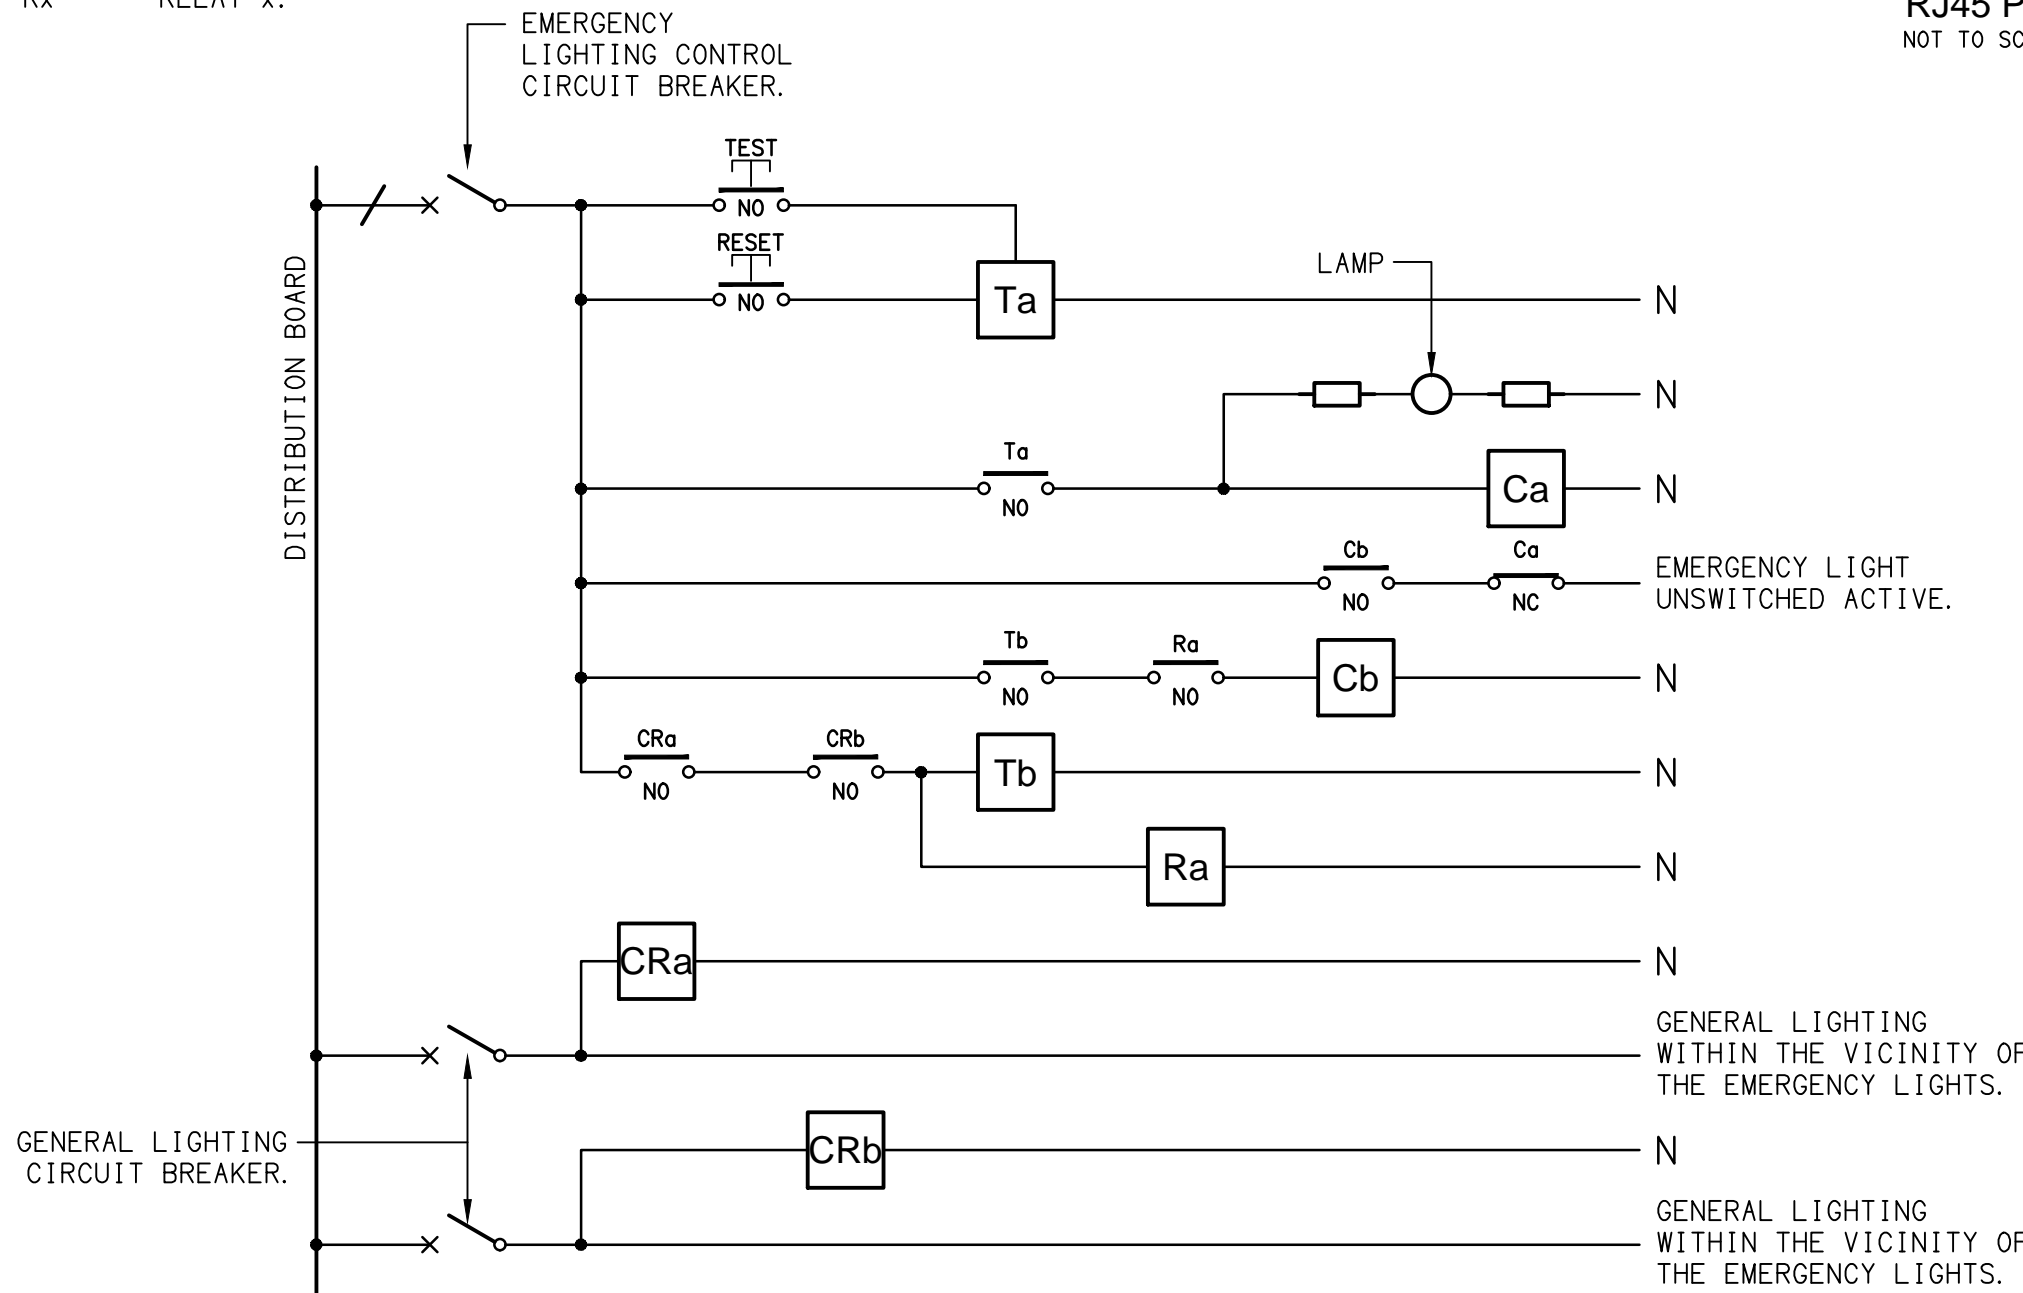 EMERGENCY
LIGHTING CONTROL
CIRCUIT BREAKER.
RJ45
NOT TO
TEST
NO
RESET
NO
DISTRIBUTION BOARD
LAMP
Ta
N
N
Ta
NO
Ca
N
Cb
NO
Ca
NC
EMERGENCY LIGHT
UNSWITCHED ACTIVE.
Tb
NO
Ra
NO
Cb
N
CRa
NO
CRb
NO
Tb
N
Ra
N
CRa
N
GENERAL LIGHTING
WITHIN THE VICINITY OF
THE EMERGENCY LIGHTS.
GENERAL LIGHTING
CIRCUIT BREAKER.
CRb
N
GENERAL LIGHTING
WITHIN THE VICINITY OF
THE EMERGENCY LIGHTS.